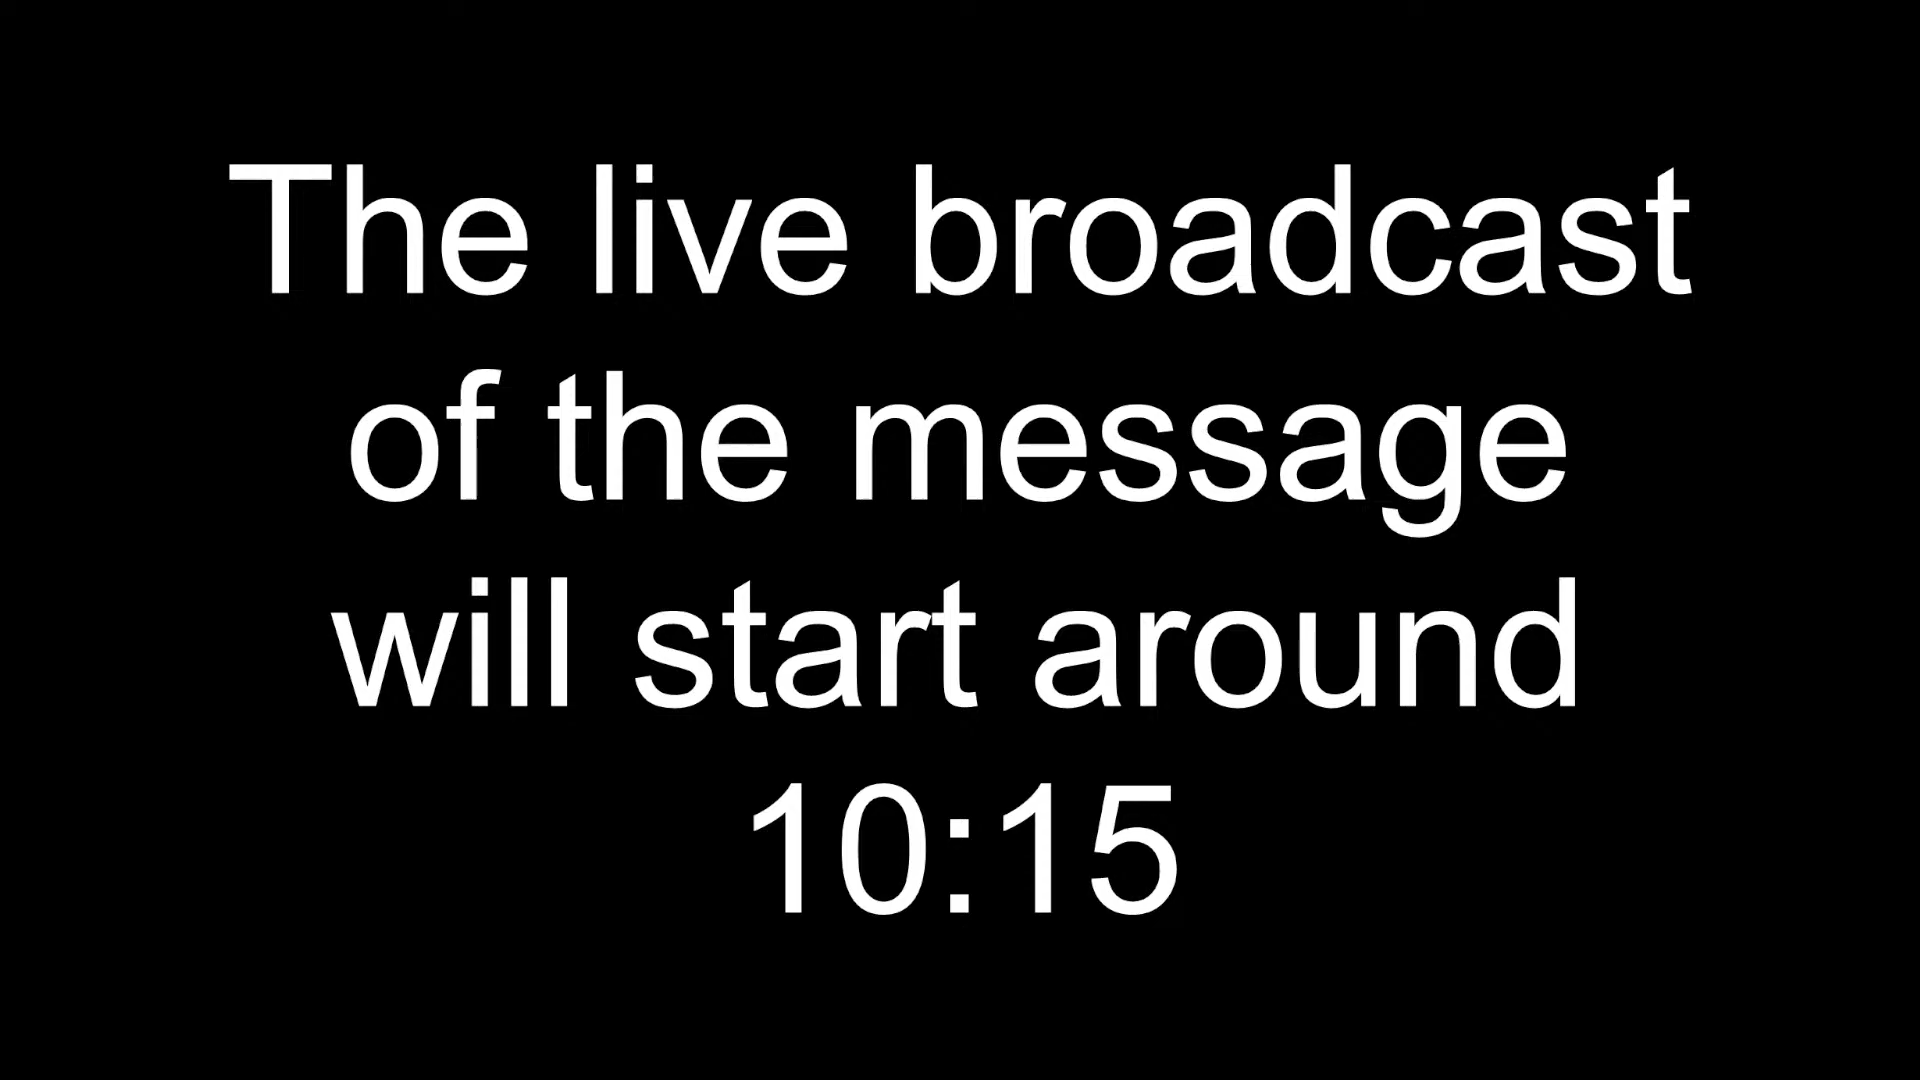 The live broadcast
of the message
will start around
10:15